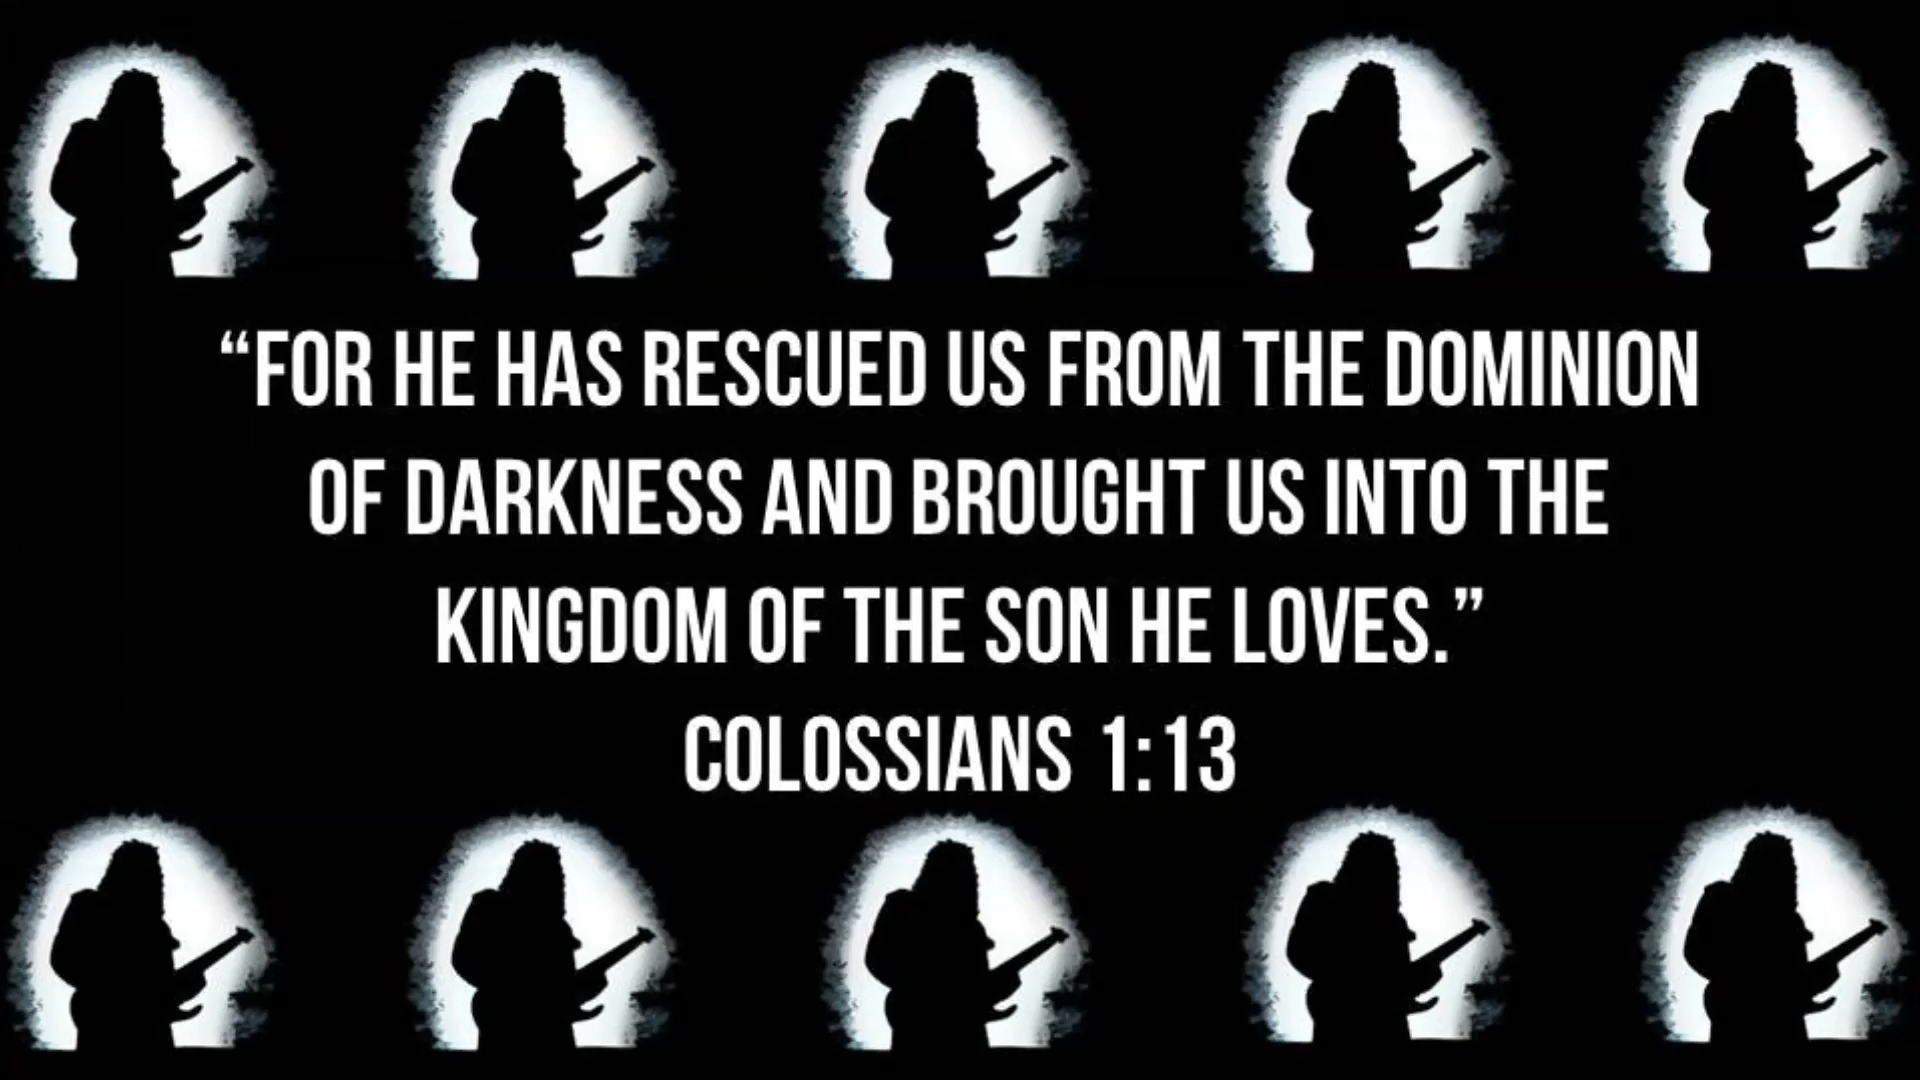 “FOR HE HAS RESCUED US FROM THE DOMINION
OF DARKNESS AND BROUGHT US INTO THE
KINGDOM OF THE SON HE LOVES.”
COLOSSIANS 1:13